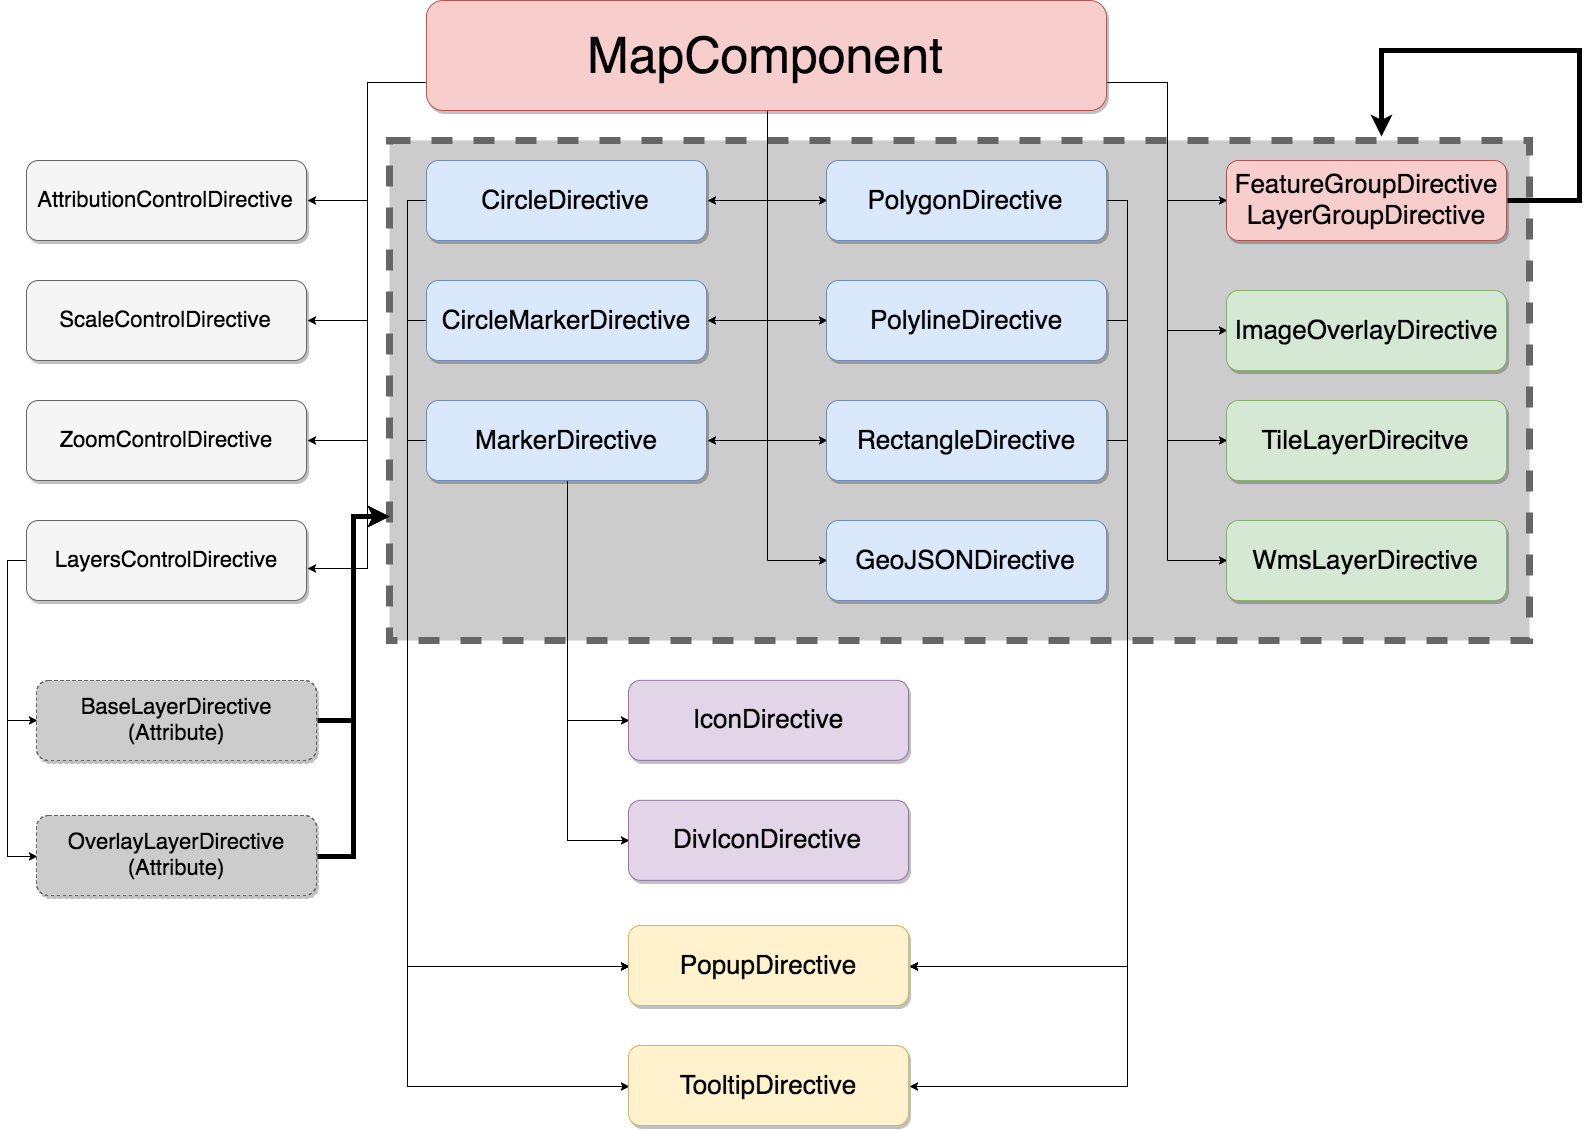 MapComponent
AttributionControlDirective
CircleDirective
PolygonDirective
FeatureGroupDirective
LayerGroupDirective
ScaleControlDirective
CircleMarkerDirective
PolylineDirective
ImageOverlayDirective
ZoomControlDirective
MarkerDirective
RectangleDirective
TileLayerDirecitve
LayersControlDirective
GeoJSONDirective
WmsLayerDirective
BaseLayerDirective
(Attribute)
IconDirective
OverlayLayerDirective
(Attribute)
DivIconDirective
PopupDirective
TooltipDirective